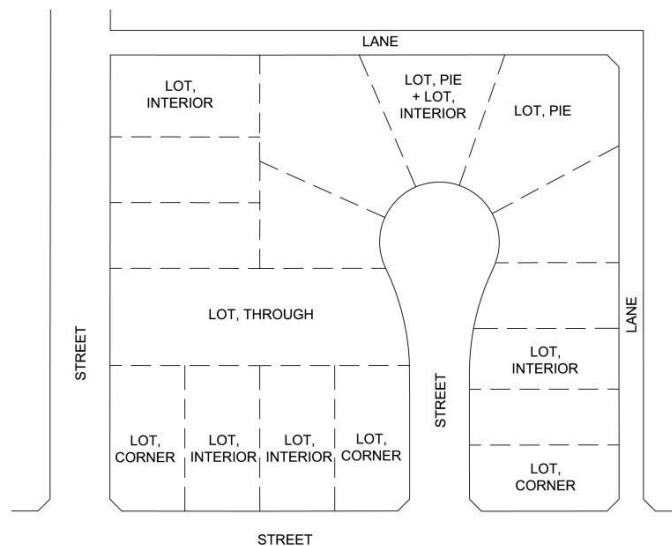 LANE
LOT,
INTERIOR
LOT, PIE
+ LOT,
INTERIOR
LOT, PIE
LOT, THROUGH
STREET
LANE
LOT,
INTERIOR
STREET
LOT,
CORNER
LOT,
INTERIOR
LOT,
INTERIOR
LOT,
CORNER
LOT,
CORNER
STREET